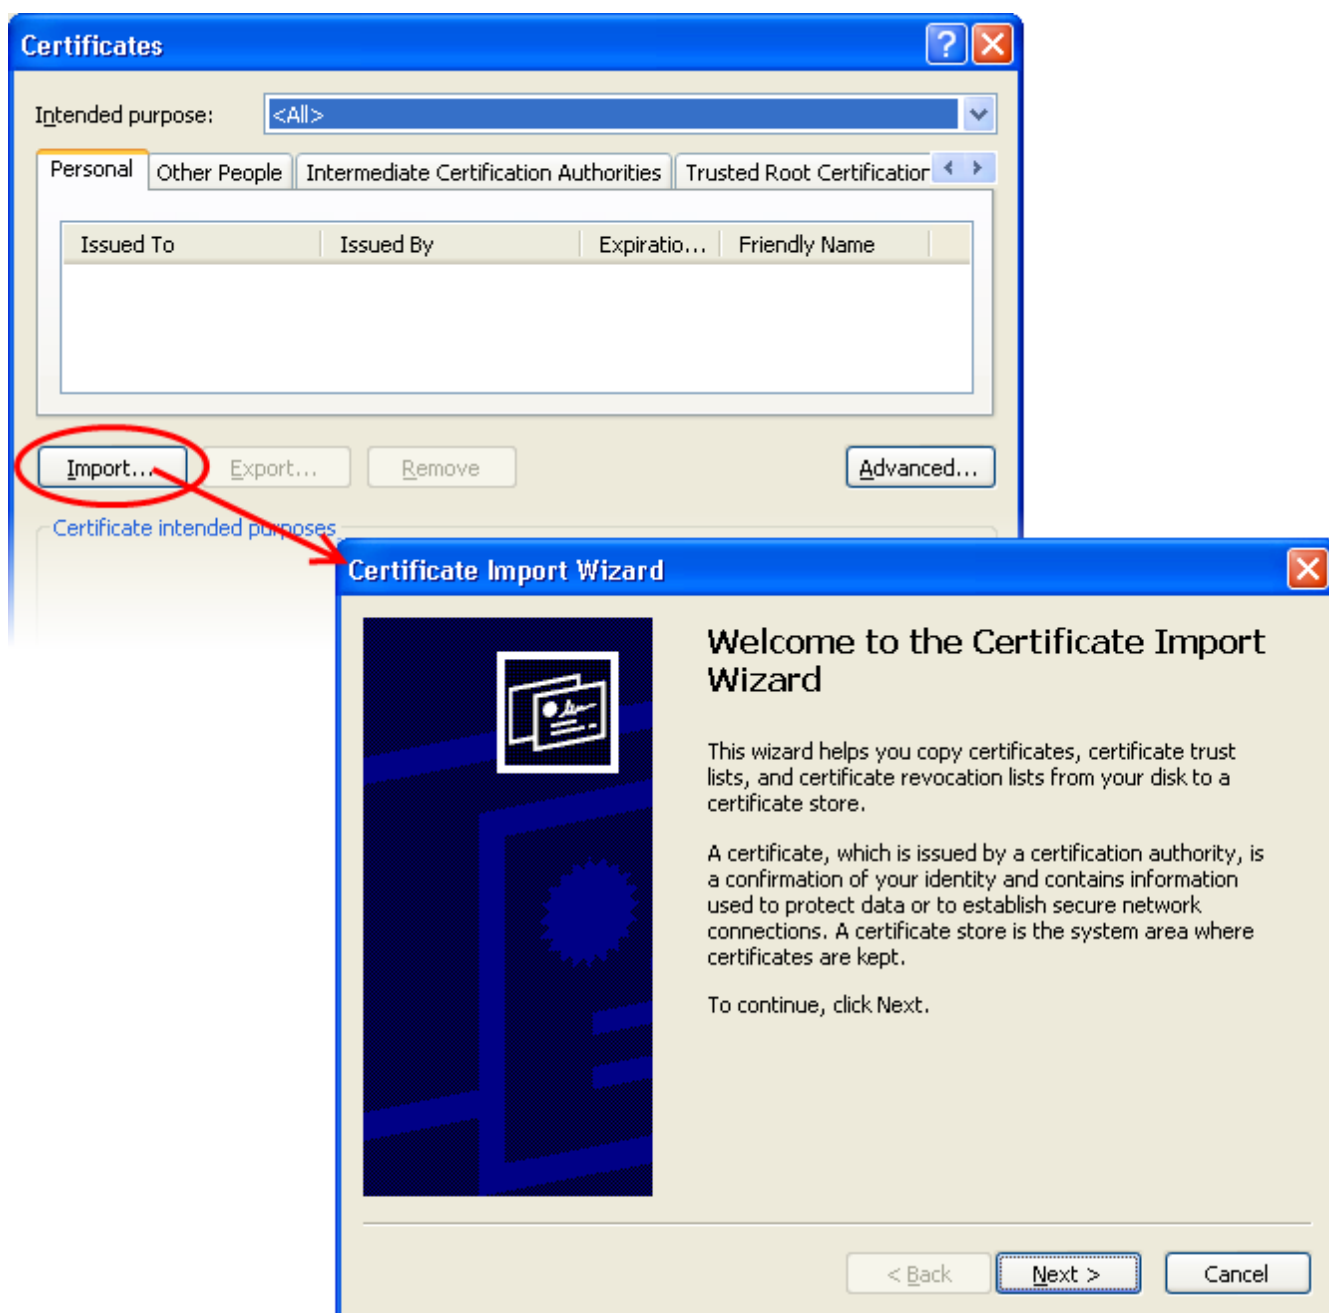 Certificates
Intended purpose: <All>
Personal Other People Intermediate Certification Authorities Trusted Root Certification
Issued To Issued By Expiratio... Friendly Name
Import... Export... Remove Advanced...
Certificate intended purposes
Certificate Import Wizard
Welcome to the Certificate Import
Wizard
This wizard helps you copy certificates, certificate trust
lists, and certificate revocation lists from your disk to a
certificate store.
A certificate, which is issued by a certification authority, is
a confirmation of your identity and contains information
used to protect data or to establish secure network
connections. A certificate store is the system area where
certificates are kept.
To continue, click Next.
< Back Next > Cancel